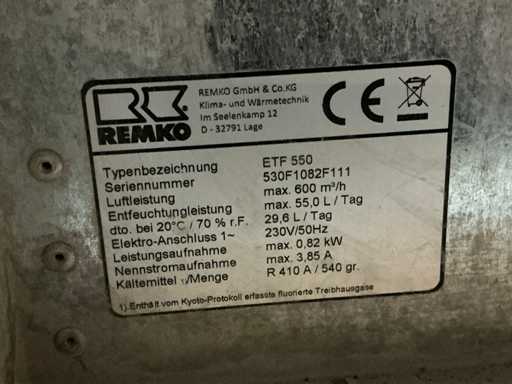 REMKO
REMKO GmbH & Co.KG
Klima- und Wärmetechnik
Im Seelenkamp 12
D - 32791 Lage
CE
Typenbezeichnung ETF 550
Seriennummer 530F1082F111
Luftleistung max. 600 m³/h
Entfeuchtungleistung max. 55,0 L / Tag
dto. bei 20°C / 70 % r.F. 29,6 L / Tag
Elektro-Anschluss 1~ 230V/50Hz
Leistungsaufnahme max. 0,82 kW
Nennstromaufnahme max. 3,85 A
Kältemittel 1)/Menge R 410 A / 540 gr.
1) Enthält vom Kyoto-Protokoll erfasste fluorierte Treibhausgase